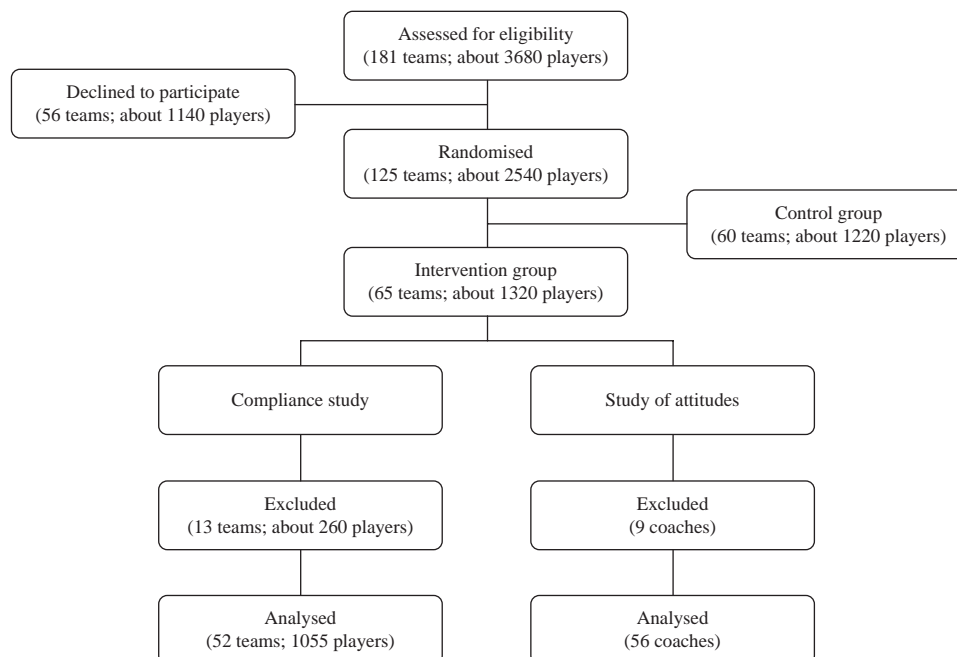 Assessed for eligibility
(181 teams; about 3680 players)
Declined to participate
(56 teams; about 1140 players)
Randomised
(125 teams; about 2540 players)
Control group
(60 teams; about 1220 players)
Intervention group
(65 teams; about 1320 players)
Compliance study
Study of attitudes
Excluded
(13 teams; about 260 players)
Excluded
(9 coaches)
Analysed
(52 teams; 1055 players)
Analysed
(56 coaches)